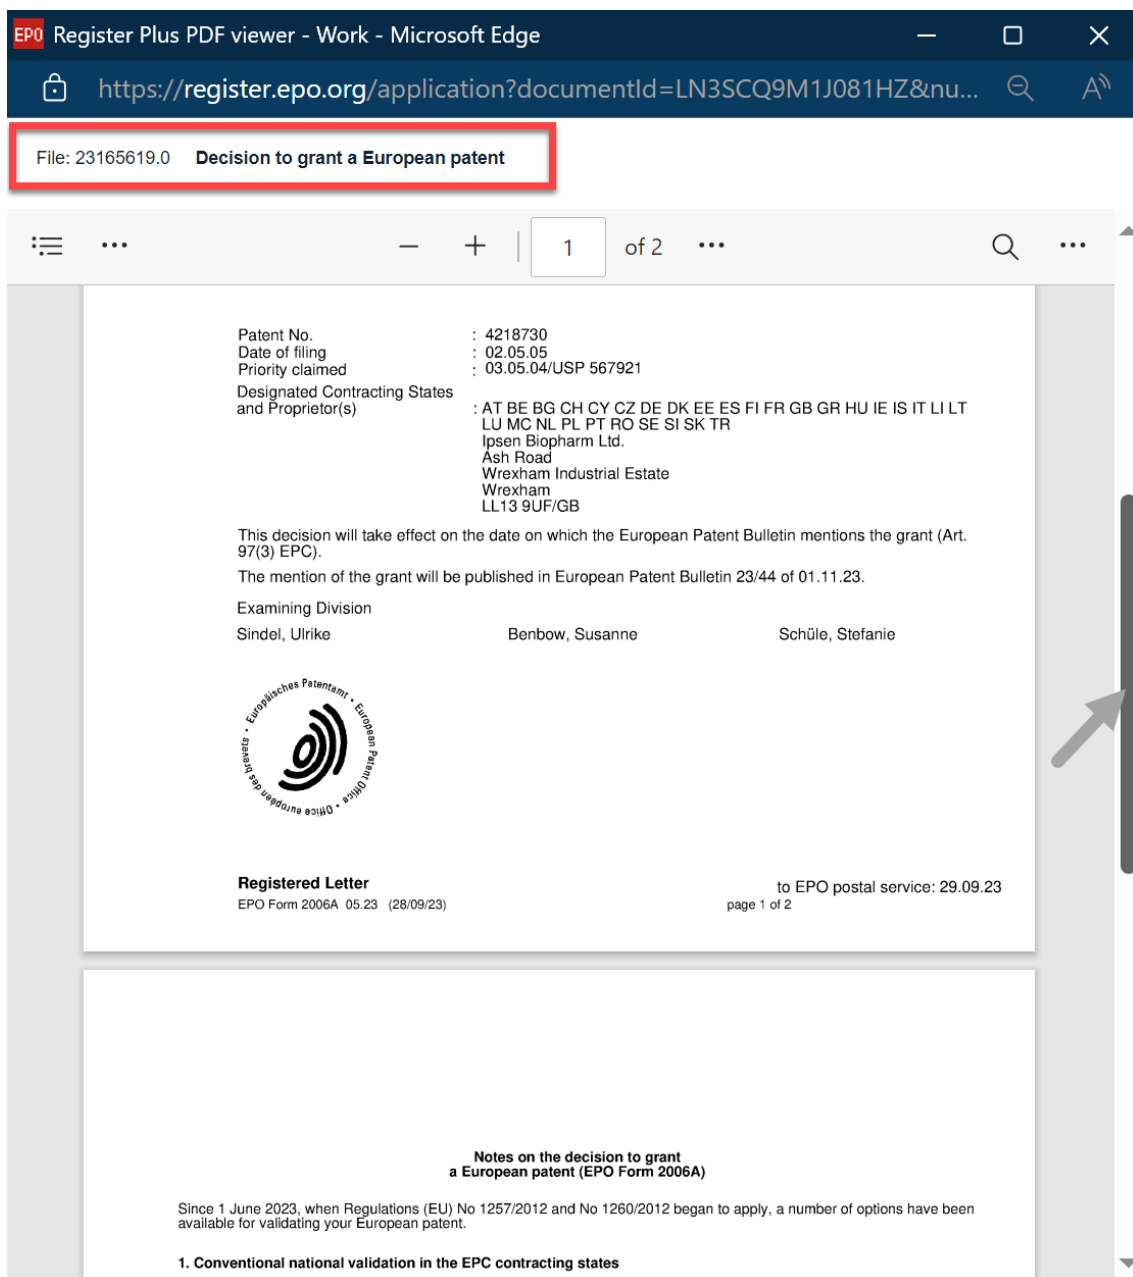 EPO Register Plus PDF viewer - Work - Microsoft Edge
https://register.epo.org/application?documentId=LN3SCQ9M1J081HZ&nu...
File: 23165619.0 Decision to grant a European patent
1 of 2
Patent No. : 4218730
Date of filing : 02.05.05
Priority claimed : 03.05.04/USP 567921
Designated Contracting States
and Proprietor(s) : AT BE BG CH CY CZ DE DK EE ES FI FR GB GR HU IE IS IT LI LT
LU MC NL PL PT RO SE SI SK TR
Ipsen Biopharm Ltd.
Ash Road
Wrexham Industrial Estate
Wrexham
LL13 9UF/GB
This decision will take effect on the date on which the European Patent Bulletin mentions the grant (Art.
97(3) EPC).
The mention of the grant will be published in European Patent Bulletin 23/44 of 01.11.23.
Examining Division
Sindel, Ulrike Benbow, Susanne Schüle, Stefanie
Europäisches Patentamt • European Patent Office • Office européen des brevets •
Registered Letter
to EPO postal service: 29.09.23
EPO Form 2006A 05.23 (28/09/23) page 1 of 2
Notes on the decision to grant
a European patent (EPO Form 2006A)
Since 1 June 2023, when Regulations (EU) No 1257/2012 and No 1260/2012 began to apply, a number of options have been
available for validating your European patent.
1. Conventional national validation in the EPC contracting states